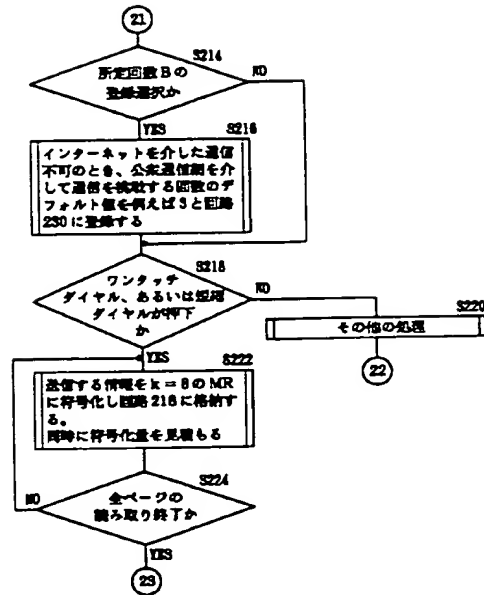 21
S214
所定回数Bの
登録選択か
NO
YES
S216
インターネットを介した通信
不可のとき、公衆通信網を介
して通信を挑戦する回数のデ
フォルト値を例えば3と回路
230に登録する
S218
ワンタッチ
ダイヤル、あるいは短縮
ダイヤルが押下
か
NO
YES
S220
その他の処理
22
S222
送信する情報をk=8のMR
に符号化し回路218に格納す
る。
同時に符号化量を見積もる
S224
全ページの
読み取り終了か
NO
YES
23